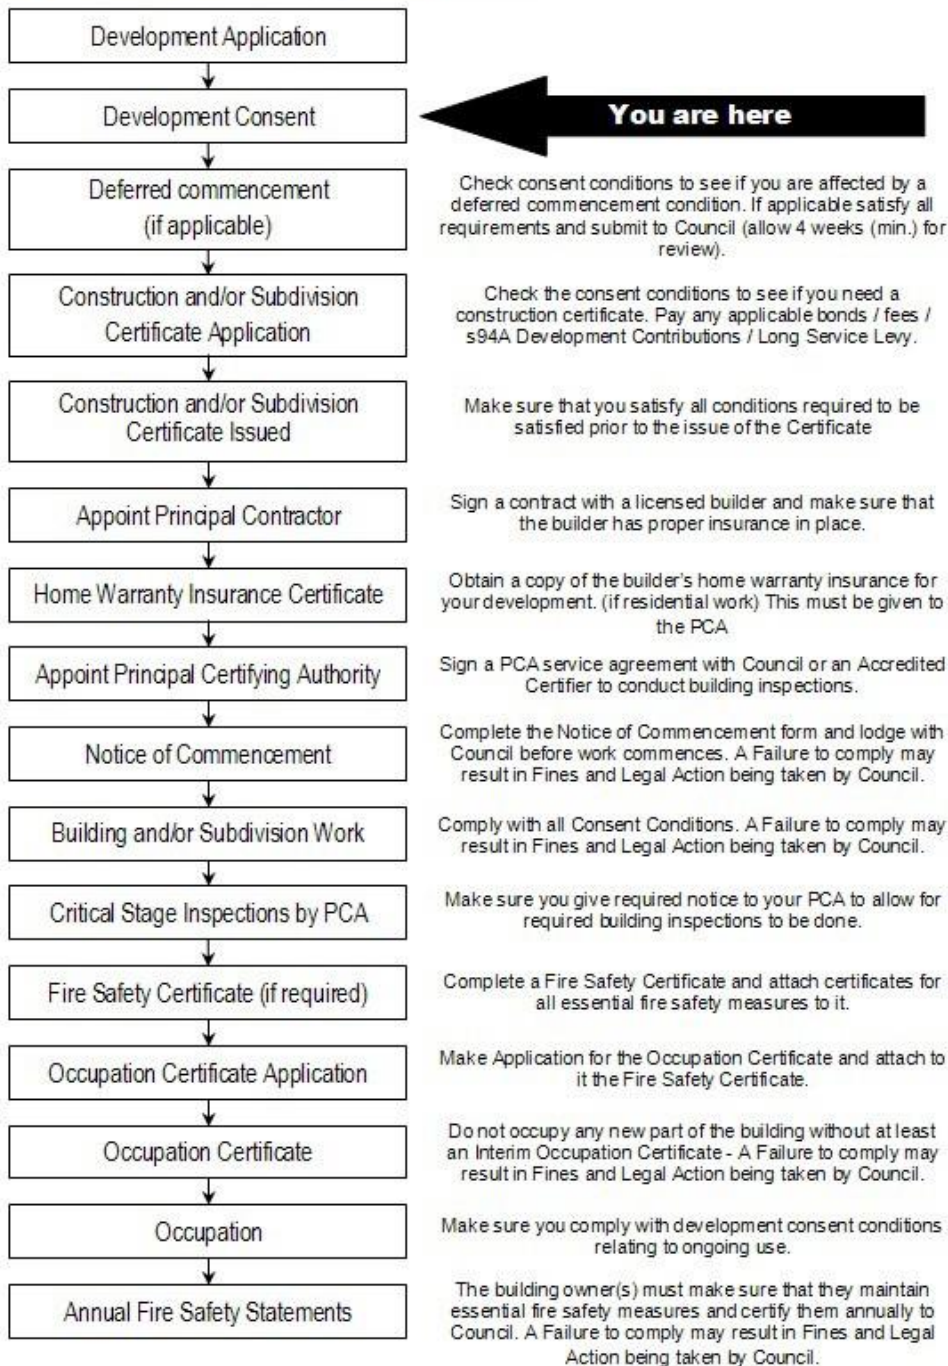 Development Application
Development Consent
You are here
Deferred commencement
(if applicable)
Check consent conditions to see if you are affected by a
deferred commencement condition. If applicable satisfy all
requirements and submit to Council (allow 4 weeks (min.) for
review).
Construction and/or Subdivision
Certificate Application
Check the consent conditions to see if you need a
construction certificate. Pay any applicable bonds / fees /
s94A Development Contributions / Long Service Levy.
Construction and/or Subdivision
Certificate Issued
Make sure that you satisfy all conditions required to be
satisfied prior to the issue of the Certificate
Appoint Principal Contractor
Sign a contract with a licensed builder and make sure that
the builder has proper insurance in place.
Home Warranty Insurance Certificate
Obtain a copy of the builder's home warranty insurance for
your development. (if residential work) This must be given to
the PCA
Appoint Principal Certifying Authority
Sign a PCA service agreement with Council or an Accredited
Certifier to conduct building inspections.
Notice of Commencement
Complete the Notice of Commencement form and lodge with
Council before work commences. A Failure to comply may
result in Fines and Legal Action being taken by Council.
Building and/or Subdivision Work
Comply with all Consent Conditions. A Failure to comply may
result in Fines and Legal Action being taken by Council.
Critical Stage Inspections by PCA
Make sure you give required notice to your PCA to allow for
required building inspections to be done.
Fire Safety Certificate (if required)
Complete a Fire Safety Certificate and attach certificates for
all essential fire safety measures to it.
Occupation Certificate Application
Make Application for the Occupation Certificate and attach to
it the Fire Safety Certificate.
Occupation Certificate
Do not occupy any new part of the building without at least
an Interim Occupation Certificate - A Failure to comply may
result in Fines and Legal Action being taken by Council.
Occupation
Make sure you comply with development consent conditions
relating to ongoing use.
Annual Fire Safety Statements
The building owner(s) must make sure that they maintain
essential fire safety measures and certify them annually to
Council. A Failure to comply may result in Fines and Legal
Action being taken by Council.